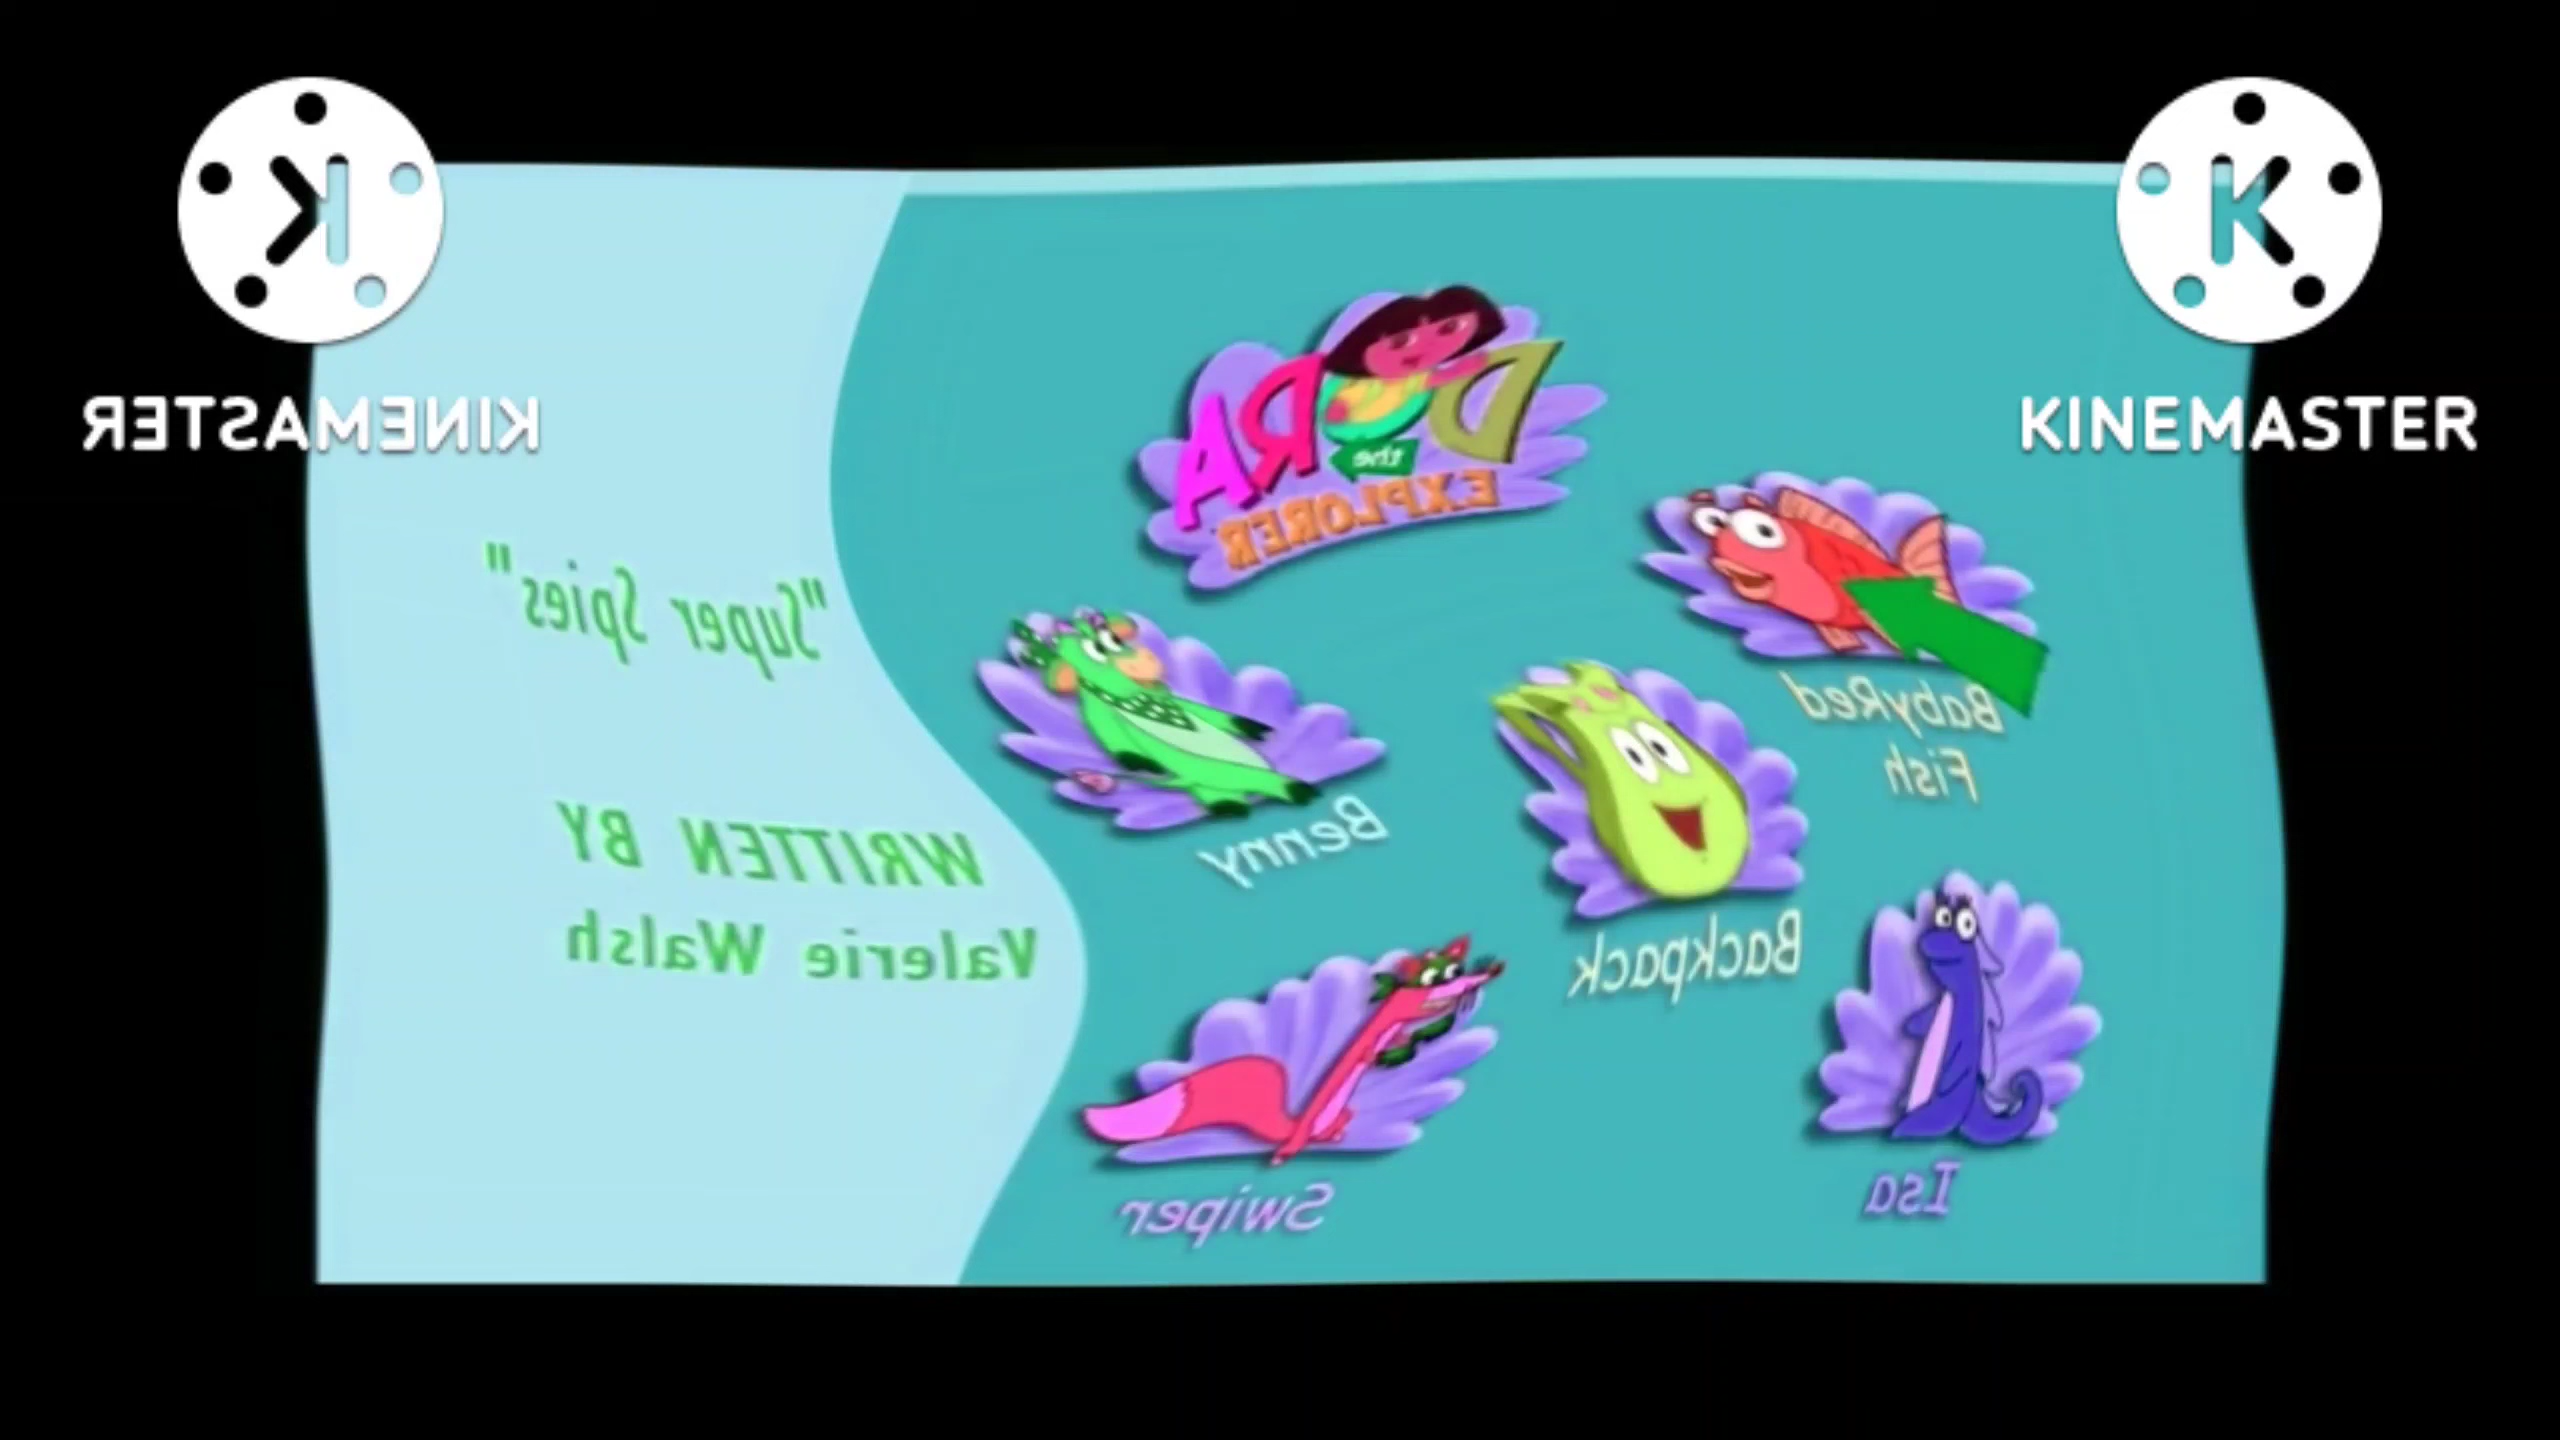 KINEMASTER
KINEMASTER
DORA
the
EXPLORER
"Super Spies"
WRITTEN BY
Valerie Walsh
BabyRed
Fish
Benny
Backpack
Swiper
Isa